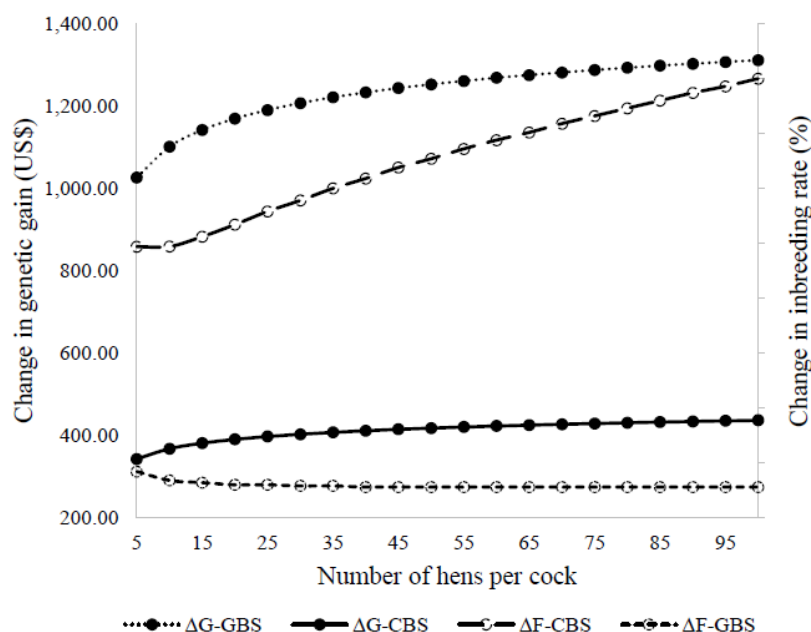 Change in genetic gain (US$)
1,400.00
1,200.00
1,000.00
800.00
600.00
400.00
200.00
5 15 25 35 45 55 65 75 85 95
Number of hens per cock
Change in inbreeding rate (%)
ΔG-GBS ΔG-CBS ΔF-CBS ΔF-GBS